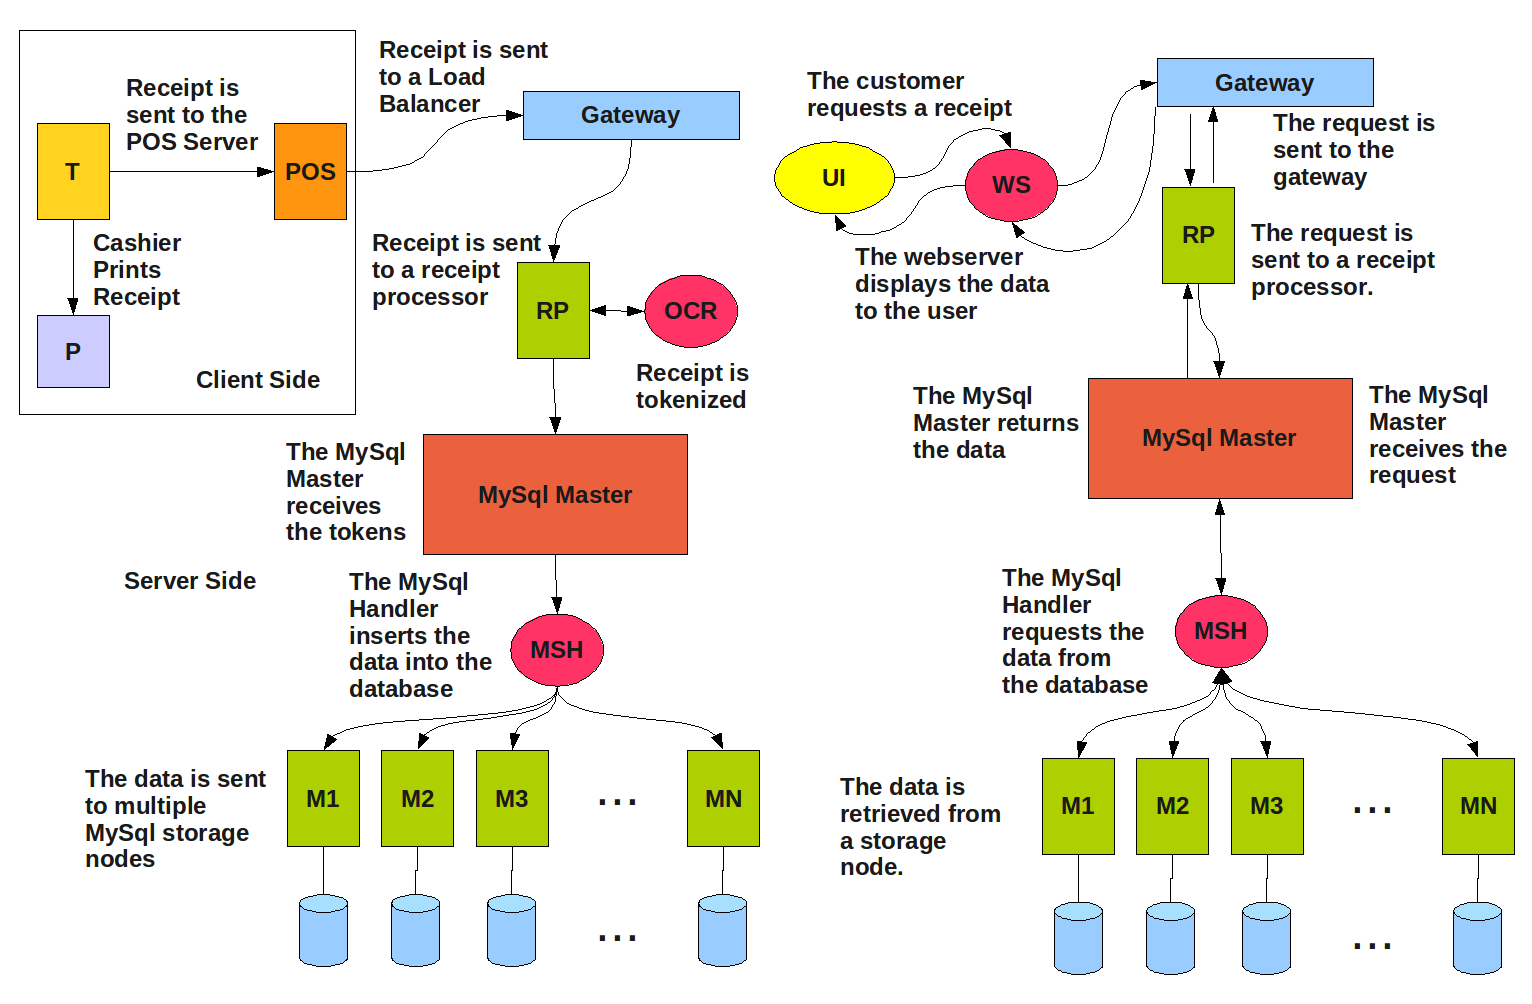 Receipt is
sent to the
POS Server
T
POS
Cashier
Prints
Receipt
P
Client Side
Receipt is sent
to a Load
Balancer
Gateway
Receipt is sent
to a receipt
processor
RP
OCR
Receipt is
tokenized
The MySql
Master
receives
the tokens
MySql Master
Server Side
The MySql
Handler
inserts the
data into the
database
MSH
The data is sent
to multiple
MySql storage
nodes
M1
M2
M3
...
MN
...
The customer
requests a receipt
Gateway
The request is
sent to the
gateway
UI
WS
The webserver
displays the data
to the user
RP
The request is
sent to a receipt
processor.
The MySql
Master returns
the data
MySql Master
The MySql
Master
receives the
request
The MySql
Handler
requests the
data from
the database
MSH
The data is
retrieved from
a storage
node.
M1
M2
M3
...
MN
...